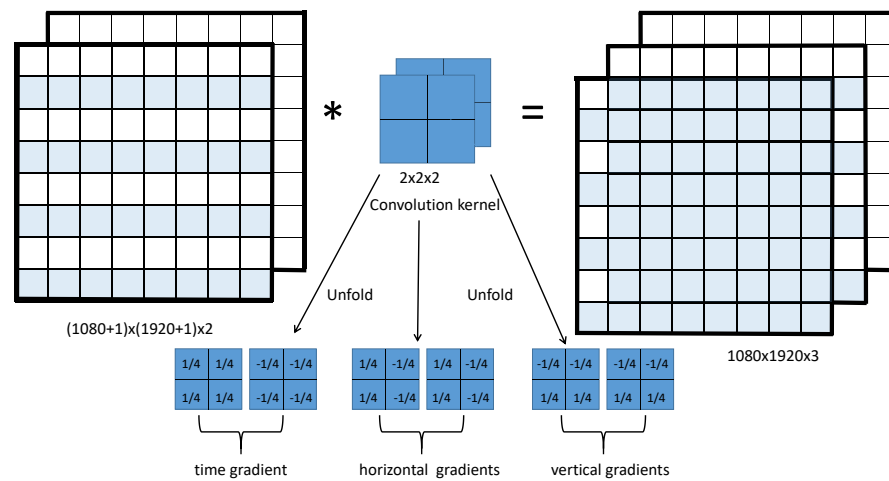 *
=
2x2x2
Convolution kernel
Unfold
Unfold
(1080+1)x(1920+1)x2
1080x1920x3
1/4 1/4 -1/4 -1/4 1/4 -1/4 1/4 -1/4 -1/4 -1/4 -1/4 -1/4
1/4 1/4 -1/4 -1/4 1/4 -1/4 1/4 -1/4 1/4 1/4 1/4 1/4
time gradient horizontal gradients vertical gradients